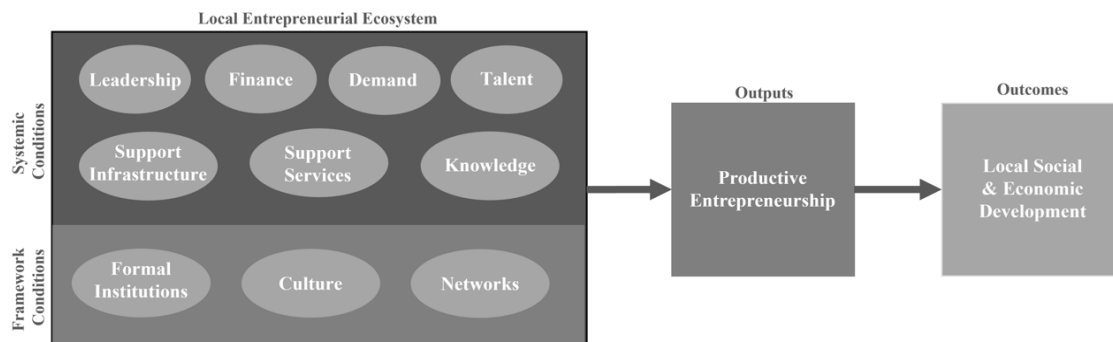 Local Entrepreneurial Ecosystem
Systemic
Conditions
Leadership
Finance
Demand
Talent
Support
Infrastructure
Support
Services
Knowledge
Framework
Conditions
Formal
Institutions
Culture
Networks
Outputs
Productive
Entrepreneurship
Outcomes
Local Social
& Economic
Development